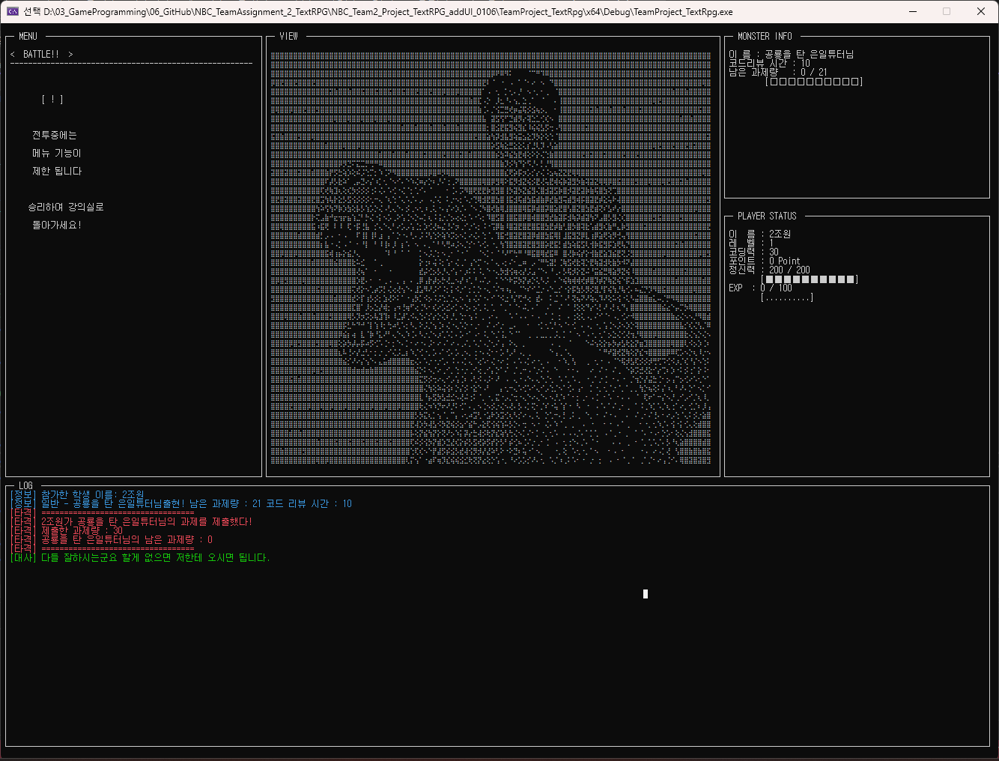 선택 D:\03_GameProgramming\06_GitHub\NBC_TeamAssignment_2_TextRPG\NBC_Team2_Project_TextRPG_addUI_0106\TeamProject_TextRpg\x64\Debug\TeamProject_TextRpg.exe
MENU
< BATTLE!! >
[ ! ]
전투중에는
메뉴 기능이
제한 됩니다
승리하여 강의실로
돌아가세요!
VIEW
MONSTER INFO
이 름 : 공룡을 탄 은일튜터님
코드리뷰 시간 : 10
남은 과제량 : 0 / 21
[□□□□□□□□□□]
PLAYER STATUS
이 름 : 2조원
레 벨 : 1
코딩력 : 30
포인트 : 0 Point
정신력 : 200 / 200
[■■■■■■■■■■]
EXP : 0 / 100
[..........]
LOG
[정보] 참가한 학생 이름: 2조원
[정보] 일반 - 공룡을 탄 은일튜터님출현! 남은 과제량 : 21 코드 리뷰 시간 : 10
[타격] ==================================
[타격] 2조원가 공룡을 탄 은일튜터님의 과제를 제출했다!
[타격] 제출한 과제량 : 30
[타격] 공룡을 탄 은일튜터님의 남은 과제량 : 0
[타격] ==================================
[대사] 다들 잘하시는군요 할게 없으면 저한테 오시면 됩니다.